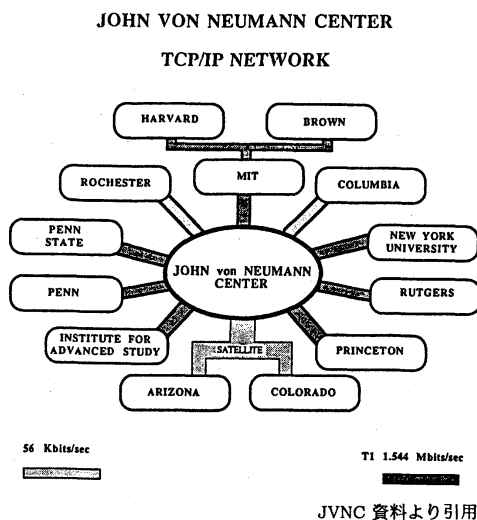 JOHN VON NEUMANN CENTER
TCP/IP NETWORK
HARVARD
BROWN
MIT
ROCHESTER
COLUMBIA
PENN
STATE
NEW YORK
UNIVERSITY
JOHN von NEUMANN
CENTER
PENN
RUTGERS
INSTITUTE FOR
ADVANCED STUDY
SATELLITE
PRINCETON
ARIZONA
COLORADO
56 Kbits/sec
T1 1.544 Mbits/sec
JVNC 資料より引用